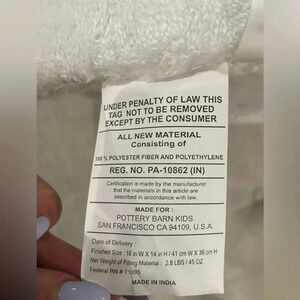 UNDER PENALTY OF LAW THIS
TAG NOT TO BE REMOVED
EXCEPT BY THE CONSUMER
ALL NEW MATERIAL
Consisting of
100 % POLYESTER FIBER AND POLYETHYLENE
REG. NO. PA-10862 (IN)
Certification is made by the manufacturer
that the materials in this article are
described in accordance with law.
MADE FOR :
POTTERY BARN KIDS
SAN FRANCISCO CA 94109, U.S.A.
Date of Delivery :
Finished Size : 16 in W X 14 in H / 41 cm W X 36 cm H
Net Weight of Filling Material : 2.8 LBS / 45 OZ
Federal RN # 71395
MADE IN INDIA